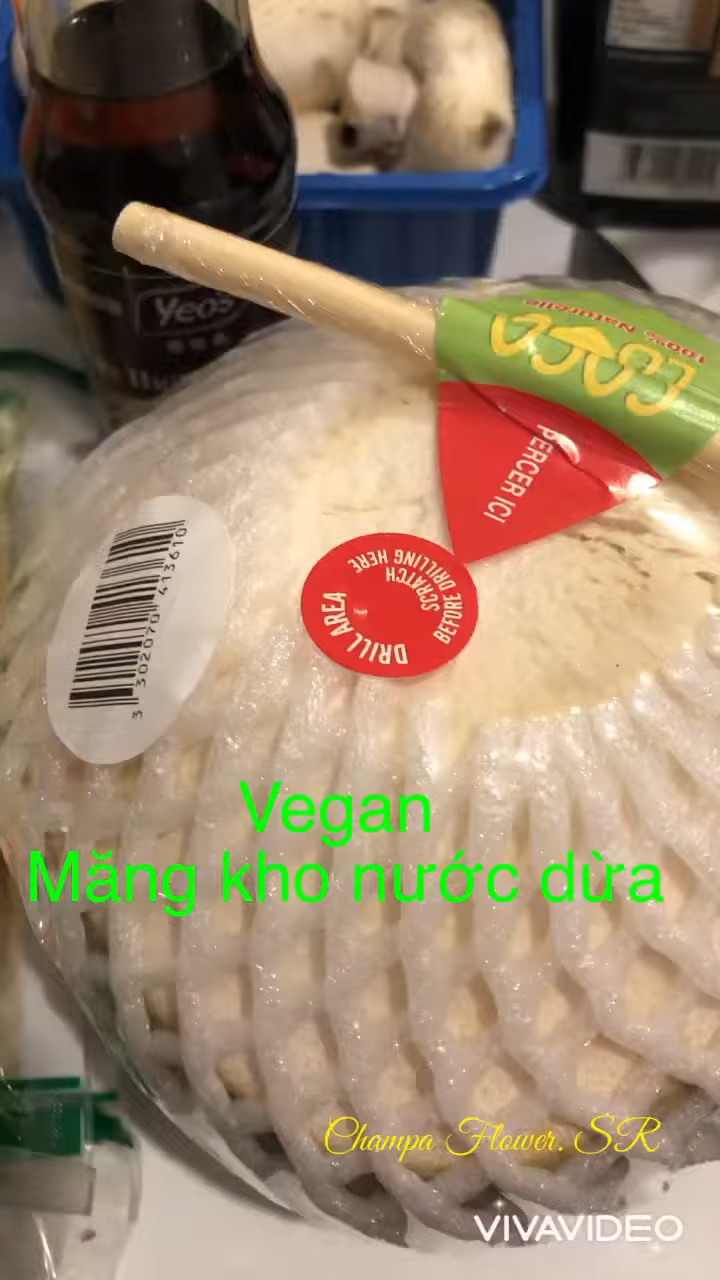 Yeo's
100% Naturelle
COCO
PERCER ICI
DRILL AREA
SCRATCH
BEFORE DRILLING HERE
3 302070 413610
Vegan
Măng kho nước dừa
Champa Flower. SR
VIVAVIDEO